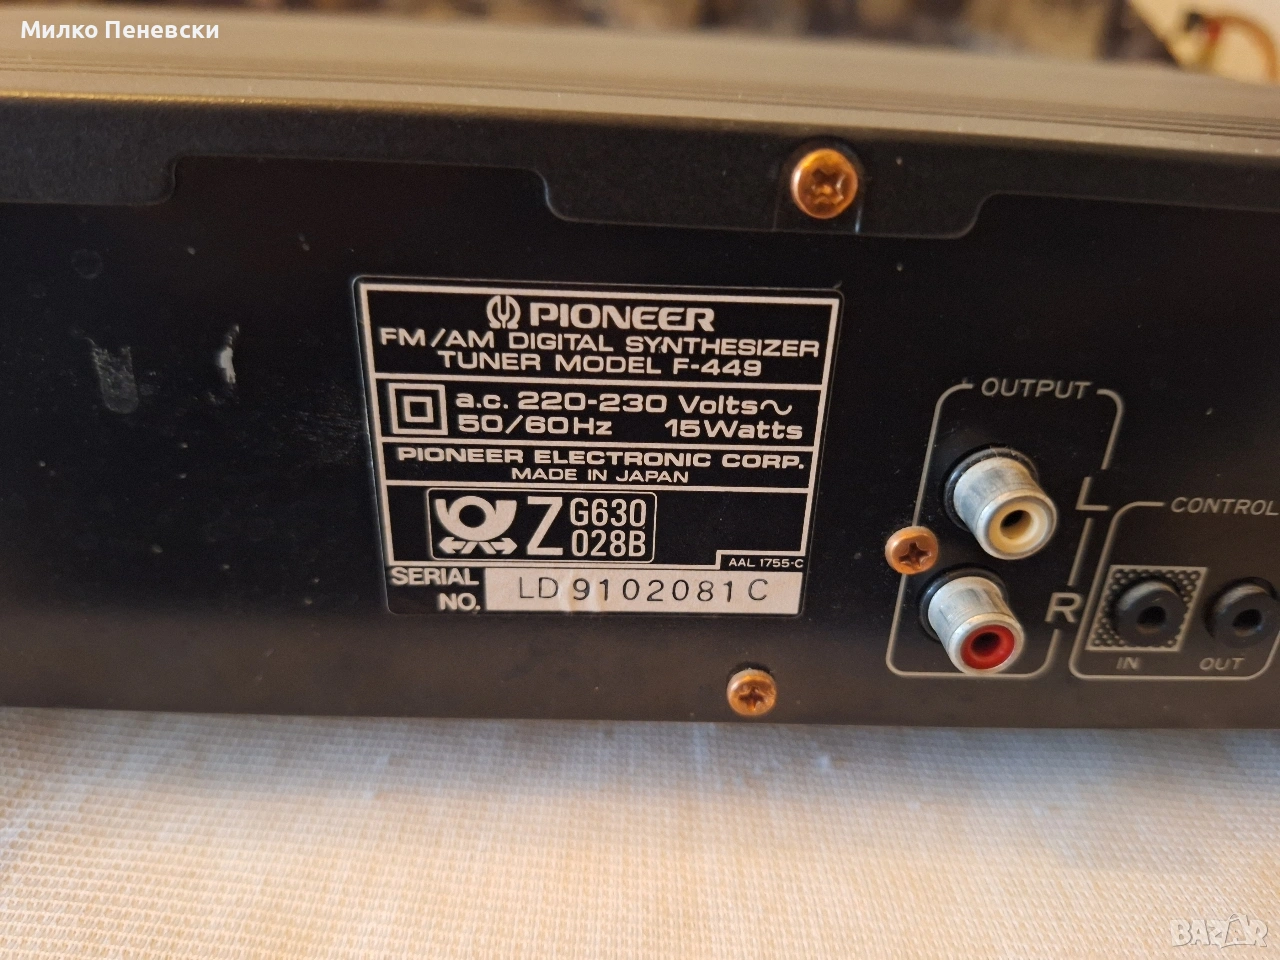 Милко Пеневски
PIONEER
FM/AM DIGITAL SYNTHESIZER
TUNER MODEL F-449
a.c. 220-230 Volts~
50/60Hz 15Watts
PIONEER ELECTRONIC CORP.
MADE IN JAPAN
Z G630
028B
AAL 1755-C
SERIAL
NO. LD9102081C
OUTPUT
L
R
CONTROL
IN OUT
BAZAR